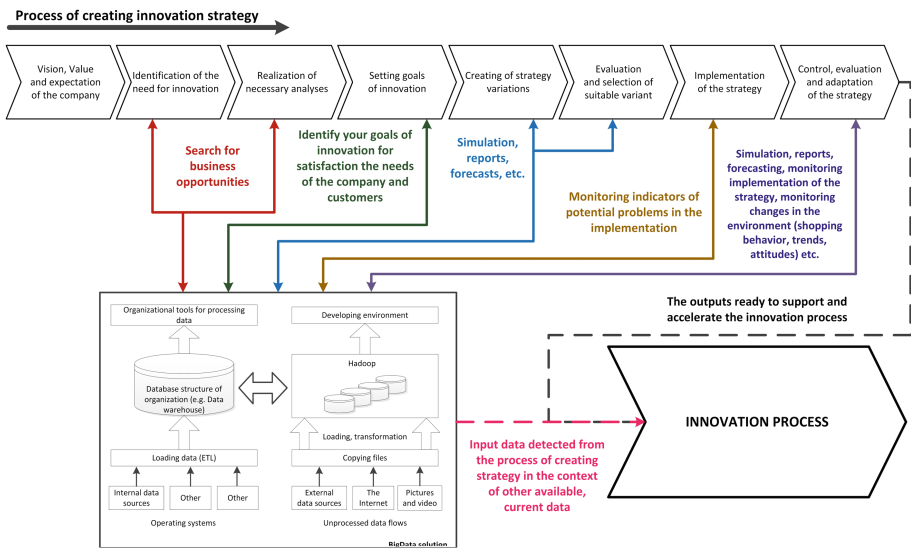 Process of creating innovation strategy
Vision, Value
and expectation
of the company
Identification of the
need for innovation
Realization of
necessary analyses
Setting goals
of innovation
Creating of strategy
variations
Evaluation
and selection of
suitable variant
Implementation
of the strategy
Control, evaluation
and adaptation
of the strategy
Search for
business
opportunities
Identify your goals of
innovation for
satisfaction the needs
of the company and
customers
Simulation,
reports,
forecasts, etc.
Monitoring indicators of
potential problems in the
implementation
Simulation, reports,
forecasting, monitoring
implementation of the
strategy, monitoring
changes in the
environment (shopping
behavior, trends,
attitudes) etc.
The outputs ready to support and
accelerate the innovation process
Organizational tools for processing
data
Developing environment
Database structure of
organization (e.g. Data
warehouse)
Hadoop
Loading, transformation
Loading data (ETL)
Copying files
Internal data
sources
Other
Other
External
data sources
The
Internet
Pictures
and video
Operating systems
Unprocessed data flows
BigData solution
INNOVATION PROCESS
Input data detected from
the process of creating
strategy in the context
of other available,
current data